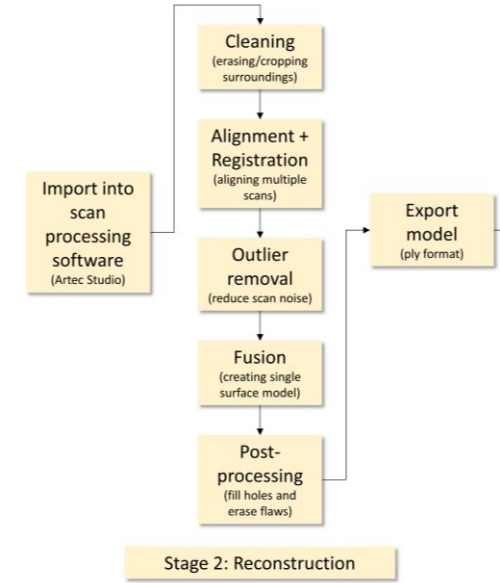 Import into
scan
processing
software
(Artec Studio)
Cleaning
(erasing/cropping
surroundings)
Alignment +
Registration
(aligning multiple
scans)
Outlier
removal
(reduce scan noise)
Fusion
(creating single
surface model)
Post-
processing
(fill holes and
erase flaws)
Export
model
(ply format)
Stage 2: Reconstruction